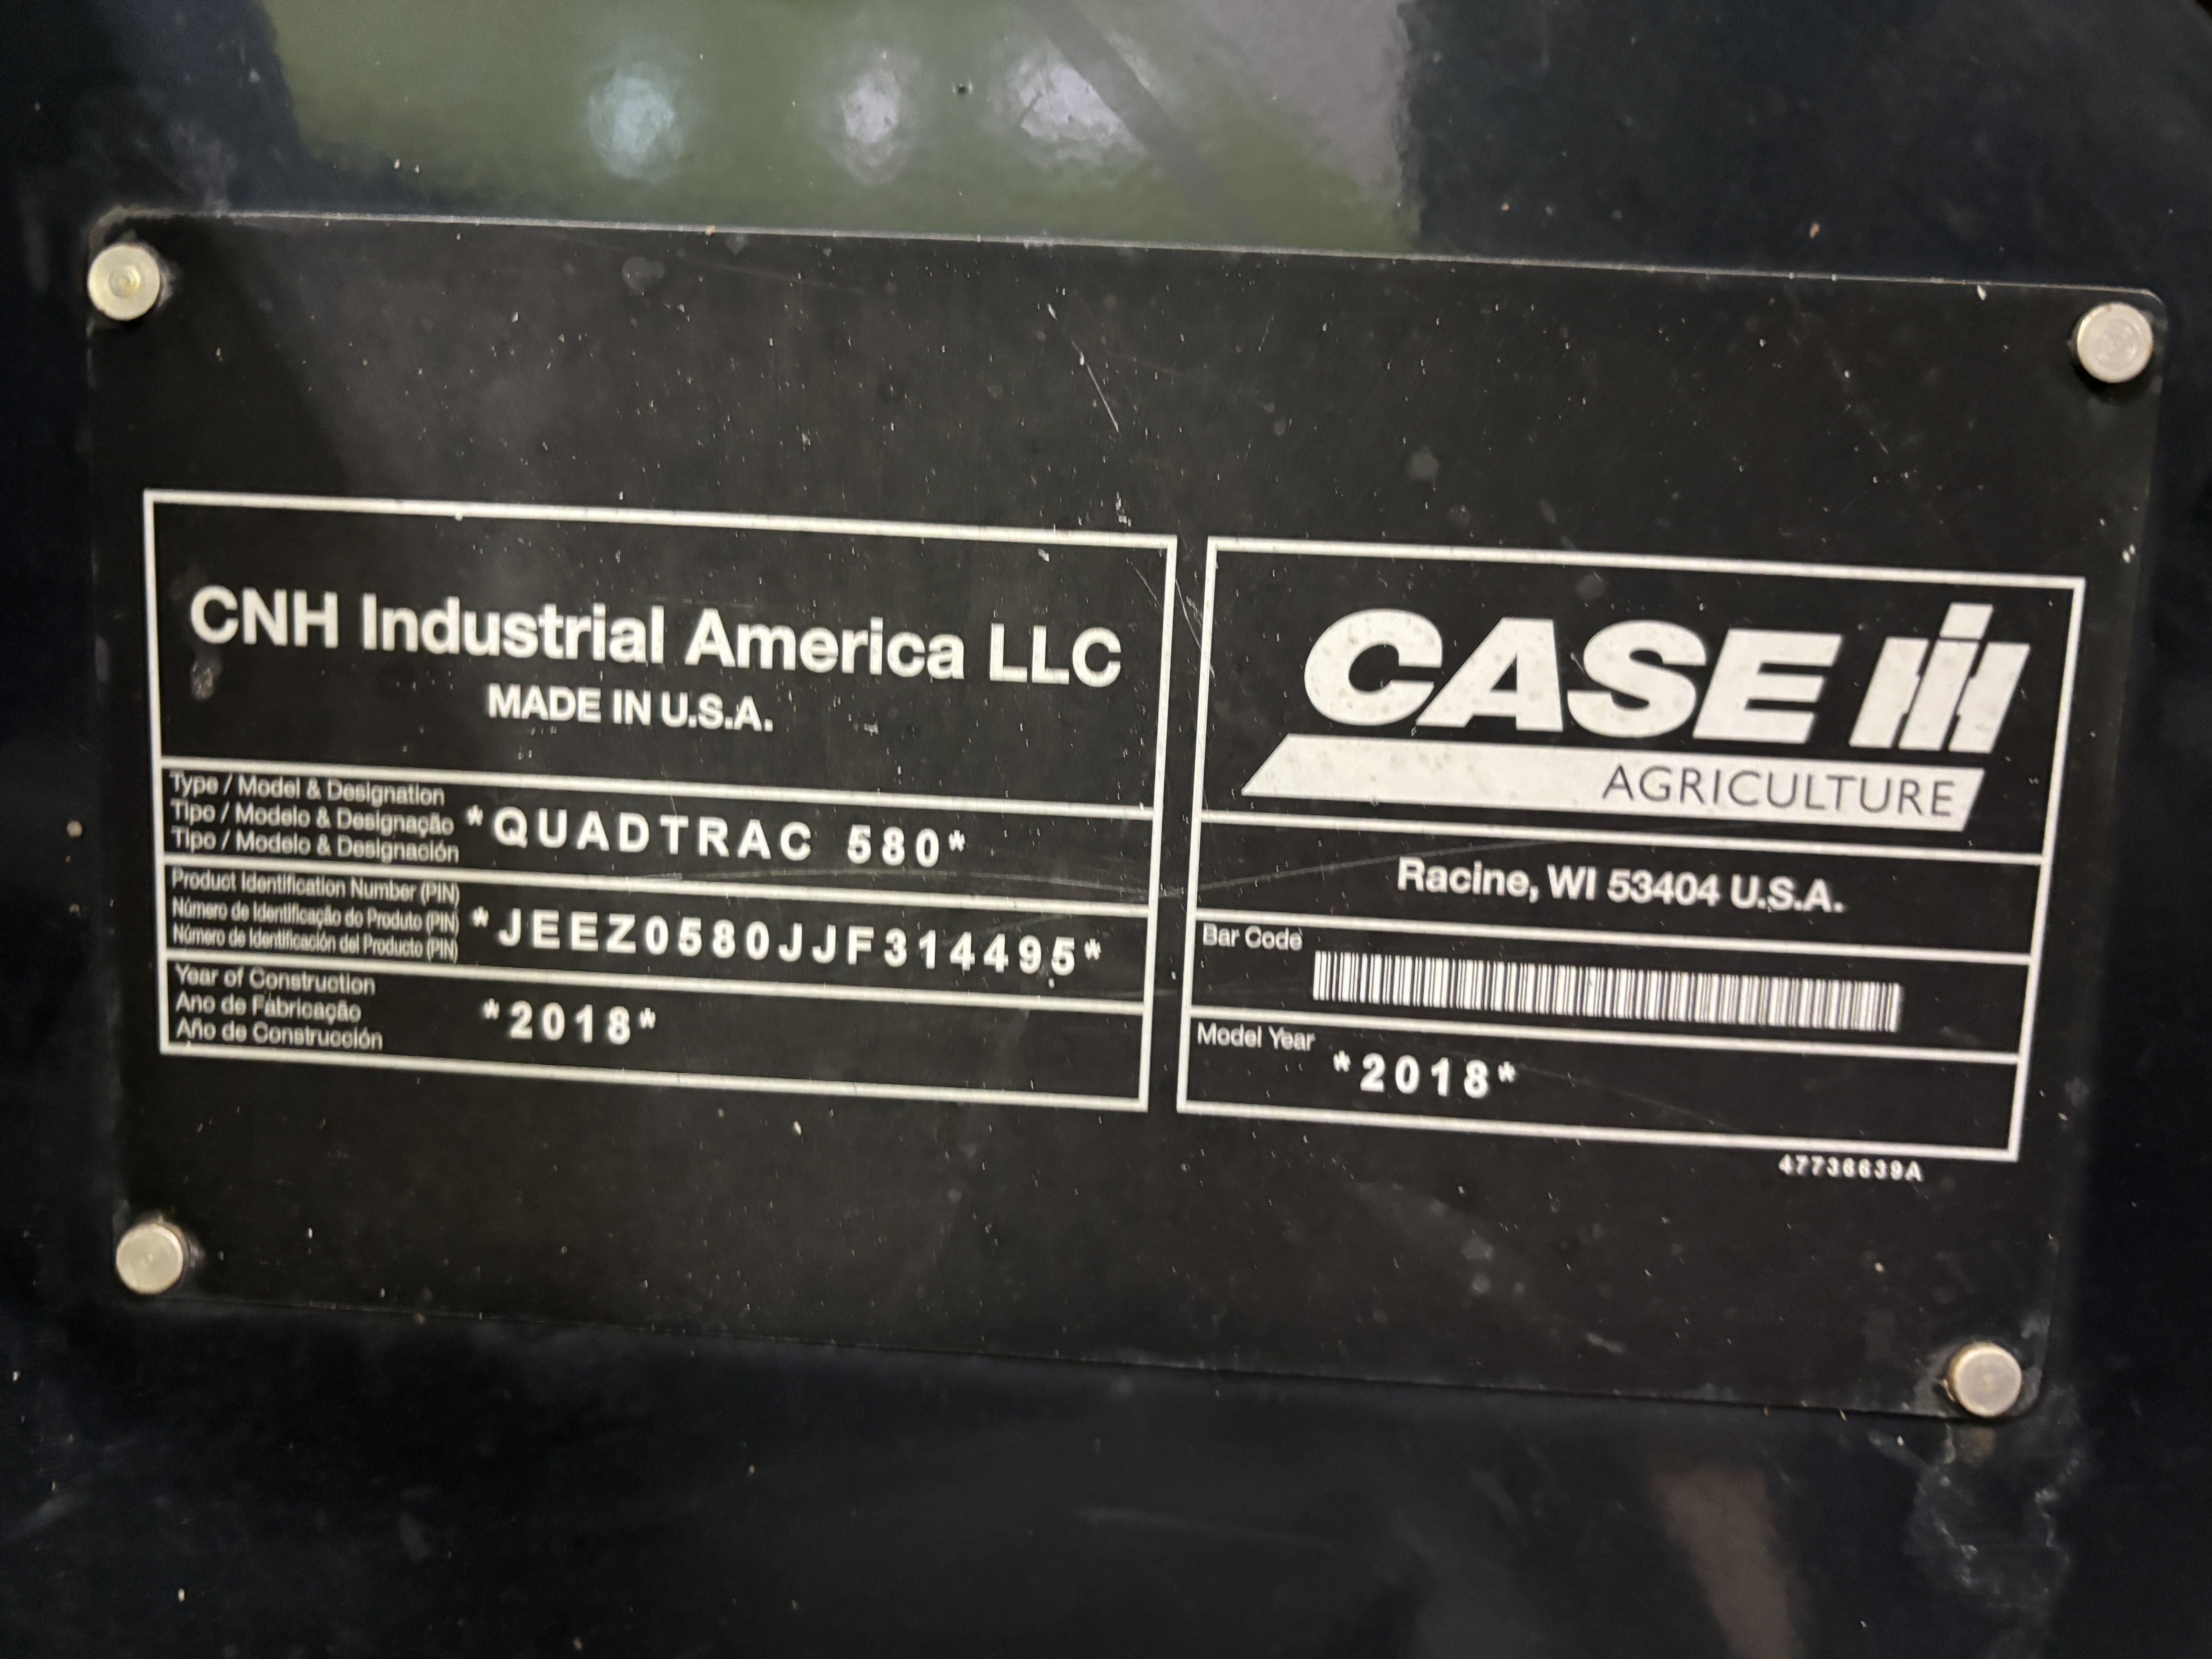 CNH Industrial America LLC
MADE IN U.S.A.
Type / Model & Designation
Tipo / Modelo & Designação
Tipo / Modelo & Designación
*QUADTRAC 580*
Product Identification Number (PIN)
Número de Identificação do Produto (PIN)
Número de Identificación del Producto (PIN)
*JEEZ0580JJF314495*
Year of Construction
Ano de Fabricação
Año de Construcción
*2018*
CASE IH
AGRICULTURE
Racine, WI 53404 U.S.A.
Bar Code
Model Year
*2018*
47736639A